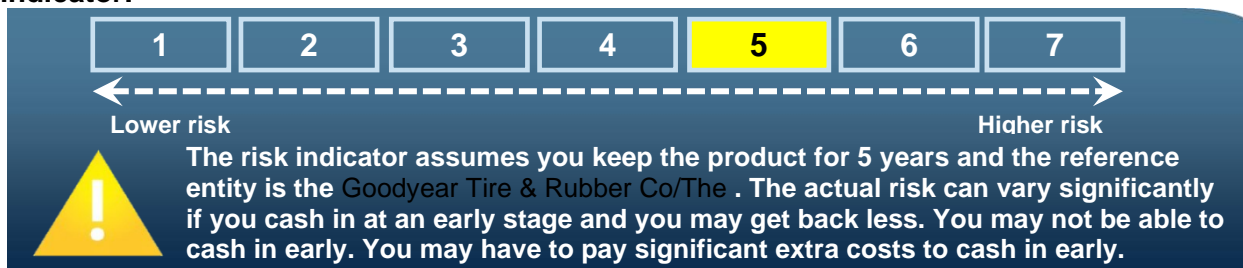 Indicator:
1 2 3 4 5 6 7
Lower risk Higher risk
The risk indicator assumes you keep the product for 5 years and the reference
entity is the Goodyear Tire & Rubber Co/The . The actual risk can vary significantly
if you cash in at an early stage and you may get back less. You may not be able to
cash in early. You may have to pay significant extra costs to cash in early.